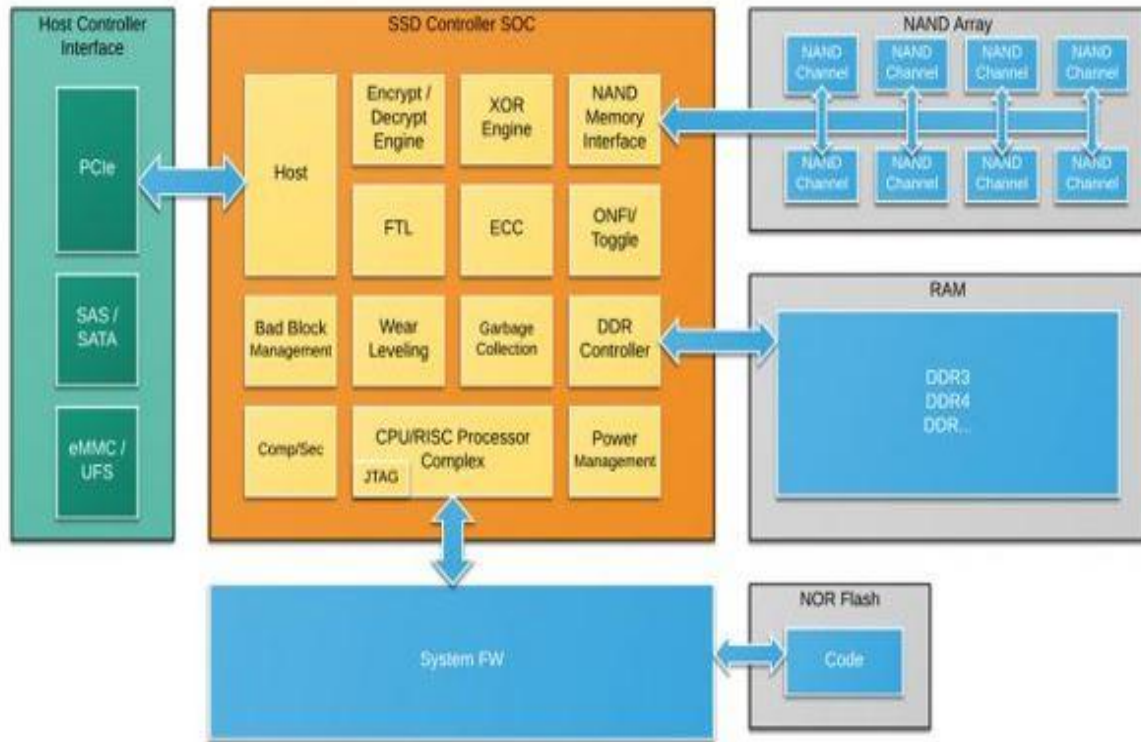 Host Controller
Interface
PCIe
SAS /
SATA
eMMC /
UFS
SSD Controller SOC
Host
Encrypt /
Decrypt
Engine
XOR
Engine
NAND
Memory
Interface
FTL
ECC
ONFI/
Toggle
Bad Block
Management
Wear
Leveling
Garbage
Collection
DDR
Controller
Comp/Sec
CPU/RISC Processor
Complex
JTAG
Power
Management
NAND Array
NAND
Channel
NAND
Channel
NAND
Channel
NAND
Channel
NAND
Channel
NAND
Channel
NAND
Channel
NAND
Channel
RAM
DDR3
DDR4
DDR...
System FW
NOR Flash
Code